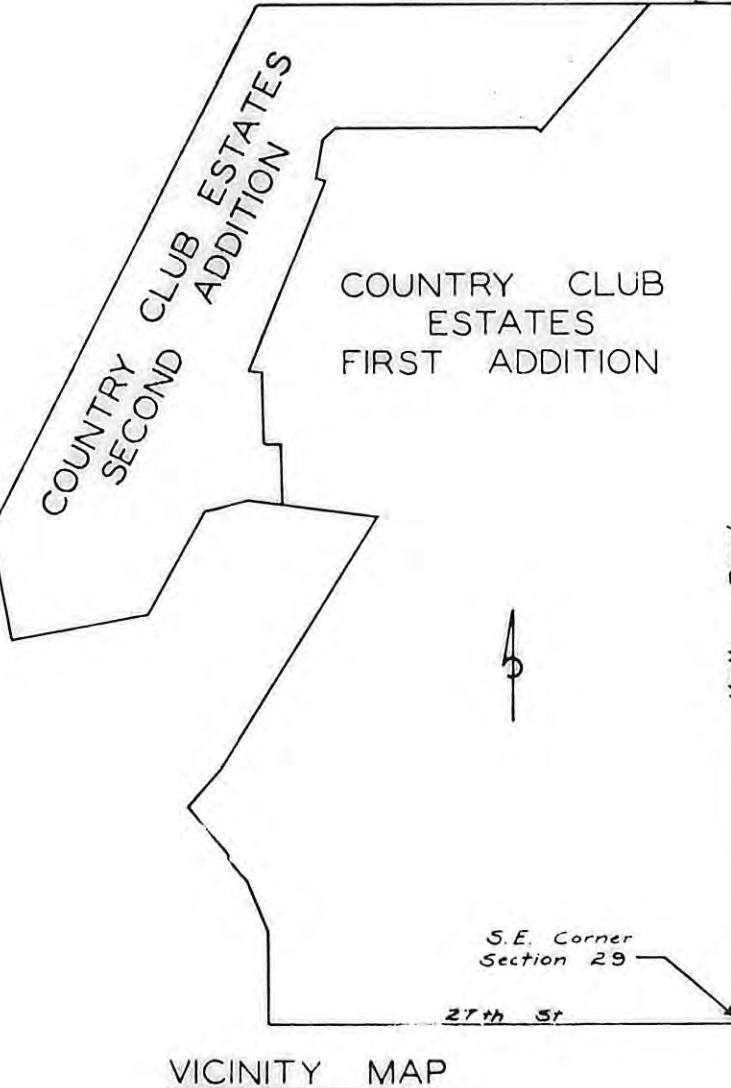 COUNTRY CLUB ESTATES
SECOND ADDITION
COUNTRY CLUB
ESTATES
FIRST ADDITION
S.E. Corner
Section 29
27th St
VICINITY MAP